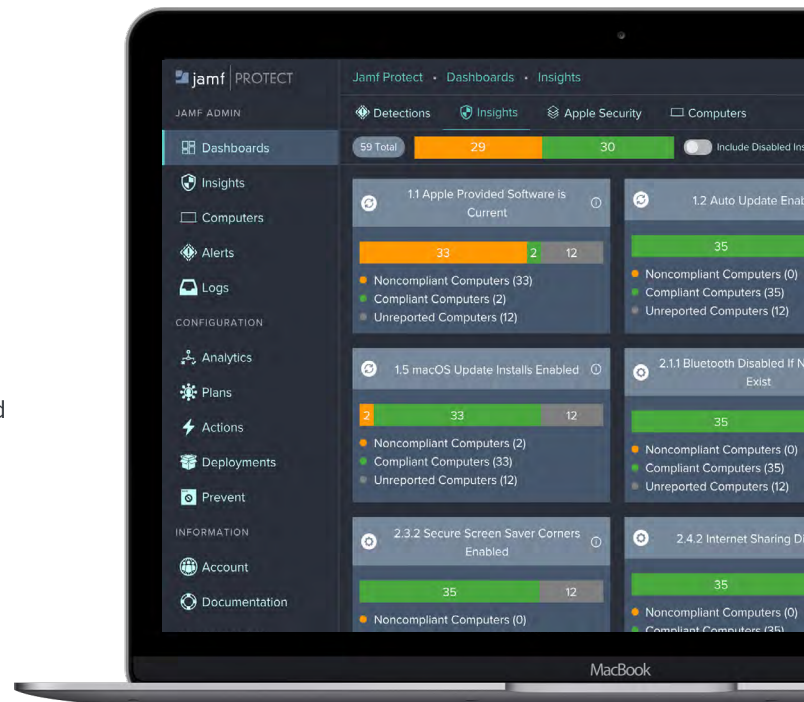 jamf PROTECT
Jamf Protect • Dashboards • Insights
JAMF ADMIN
Detections Insights Apple Security Computers
Dashboards
59 Total 29 30 Include Disabled Ins
Insights
Computers
Alerts
Logs
CONFIGURATION
Analytics
Plans
Actions
Deployments
Prevent
INFORMATION
Account
Documentation
1.1 Apple Provided Software is
Current
33 2 12
Noncompliant Computers (33)
Compliant Computers (2)
Unreported Computers (12)
1.2 Auto Update Enab
35
Noncompliant Computers (0)
Compliant Computers (35)
Unreported Computers (12)
1.5 macOS Update Installs Enabled
2 33 12
Noncompliant Computers (2)
Compliant Computers (33)
Unreported Computers (12)
2.1.1 Bluetooth Disabled If N
Exist
35
Noncompliant Computers (0)
Compliant Computers (35)
Unreported Computers (12)
2.3.2 Secure Screen Saver Corners
Enabled
35 12
Noncompliant Computers (0)
2.4.2 Internet Sharing Di
35
Noncompliant Computers (0)
Compliant Computers (35)
MacBook
d